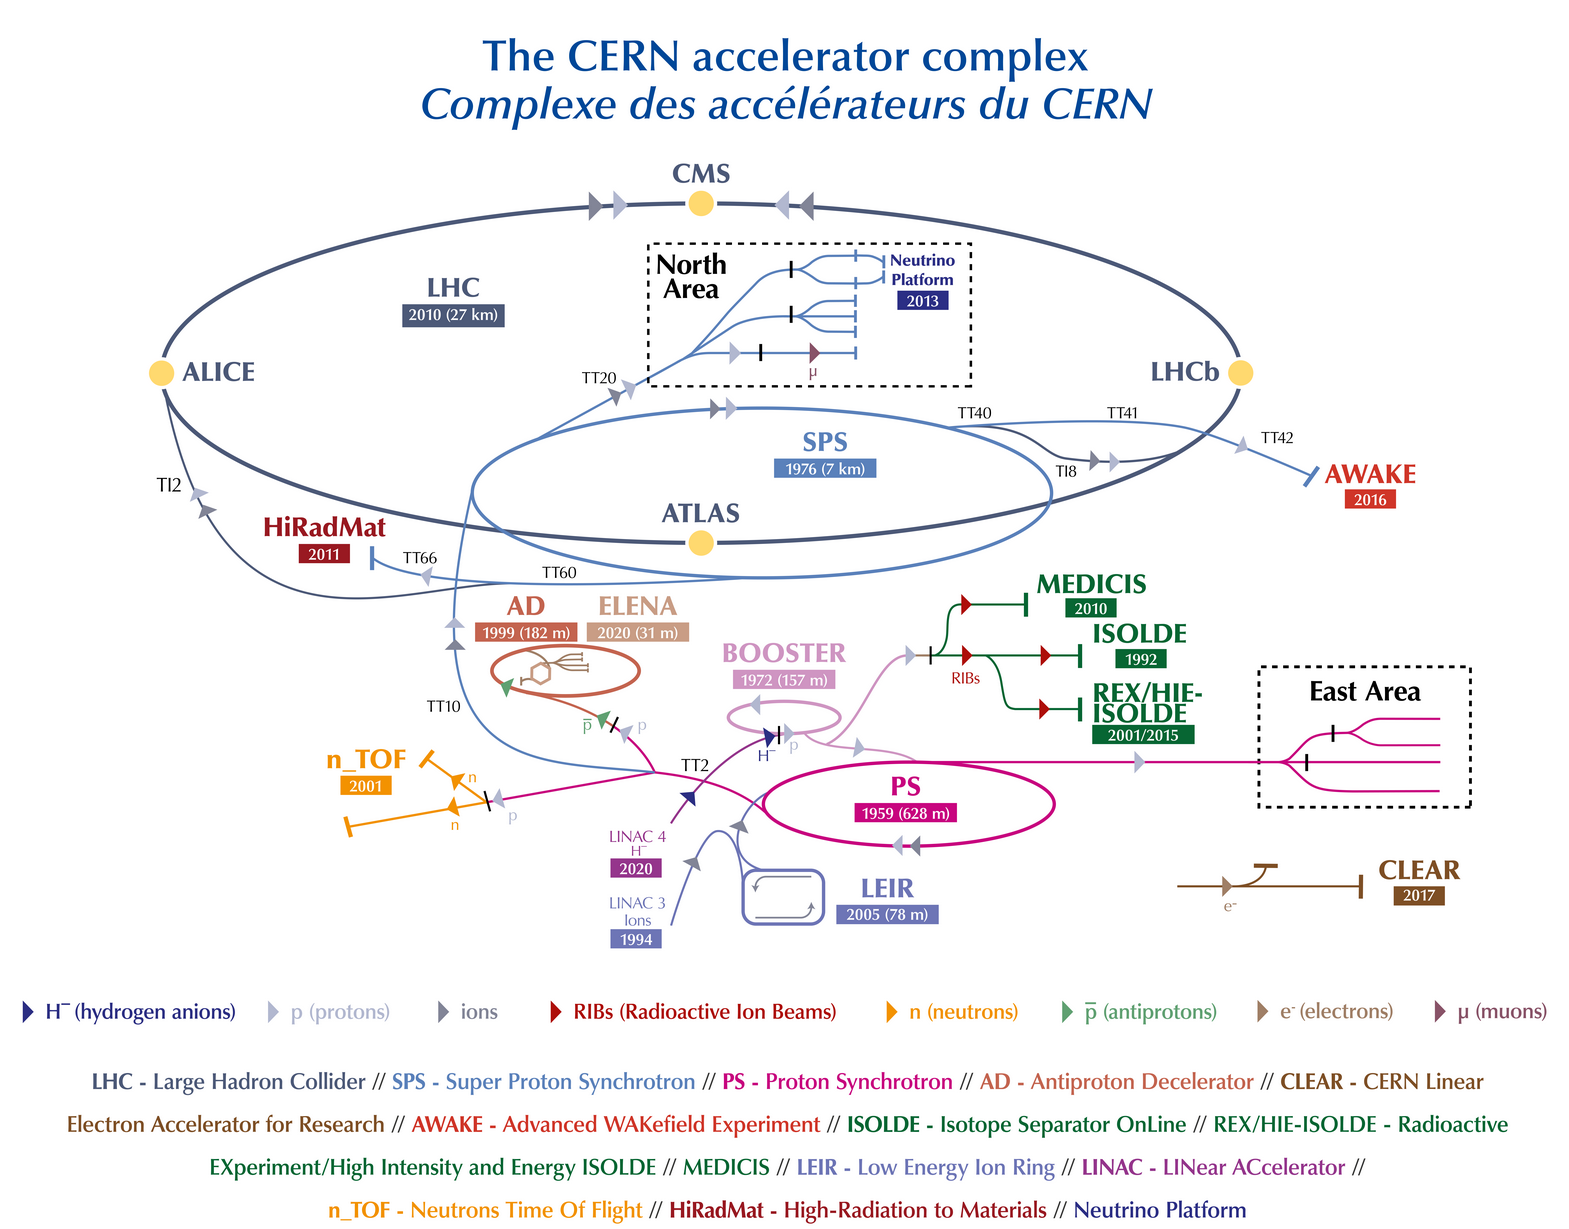 The CERN accelerator complex
Complexe des accélérateurs du CERN
CMS
North
Area
Neutrino
Platform
2013
LHC
2010 (27 km)
ALICE
LHCb
µ
TT20
TT40
TT41
TT42
SPS
1976 (7 km)
TI8
AWAKE
2016
TI2
ATLAS
HiRadMat
2011
TT66
TT60
MEDICIS
2010
AD
1999 (182 m)
ELENA
2020 (31 m)
ISOLDE
1992
BOOSTER
1972 (157 m)
RIBs
REX/HIE-
ISOLDE
2001/2015
East Area
TT10
p̅
p
H⁻
p
n_TOF
2001
n
n
p
TT2
PS
1959 (628 m)
LINAC 4
H⁻
2020
LEIR
2005 (78 m)
LINAC 3
Ions
1994
CLEAR
2017
e-
H⁻ (hydrogen anions)
p (protons)
ions
RIBs (Radioactive Ion Beams)
n (neutrons)
p̅ (antiprotons)
e- (electrons)
µ (muons)
LHC - Large Hadron Collider // SPS - Super Proton Synchrotron // PS - Proton Synchrotron // AD - Antiproton Decelerator // CLEAR - CERN Linear
Electron Accelerator for Research // AWAKE - Advanced WAKefield Experiment // ISOLDE - Isotope Separator OnLine // REX/HIE-ISOLDE - Radioactive
EXperiment/High Intensity and Energy ISOLDE // MEDICIS // LEIR - Low Energy Ion Ring // LINAC - LINear ACcelerator //
n_TOF - Neutrons Time Of Flight // HiRadMat - High-Radiation to Materials // Neutrino Platform